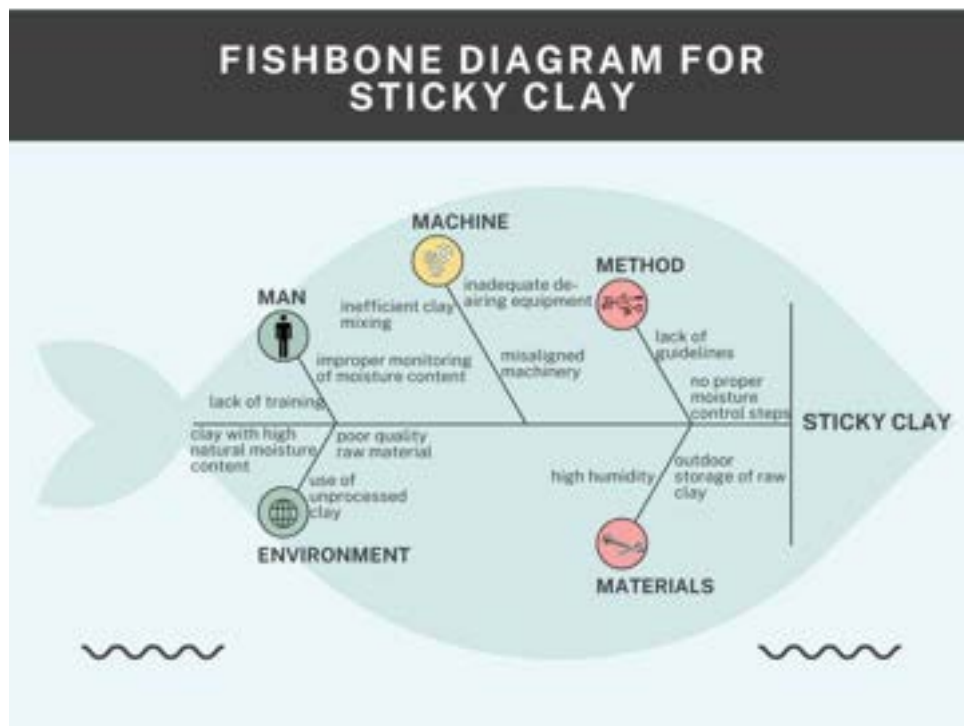 FISHBONE DIAGRAM FOR
STICKY CLAY
MACHINE
METHOD
MAN
inadequate de-
airing equipment
inefficient clay
mixing
lack of
guidelines
improper monitoring
of moisture content
misaligned
machinery
no proper
moisture
control steps
lack of training
STICKY CLAY
clay with high
natural moisture
content
poor quality
raw material
high humidity
outdoor
storage of raw
clay
use of
unprocessed
clay
ENVIRONMENT
MATERIALS